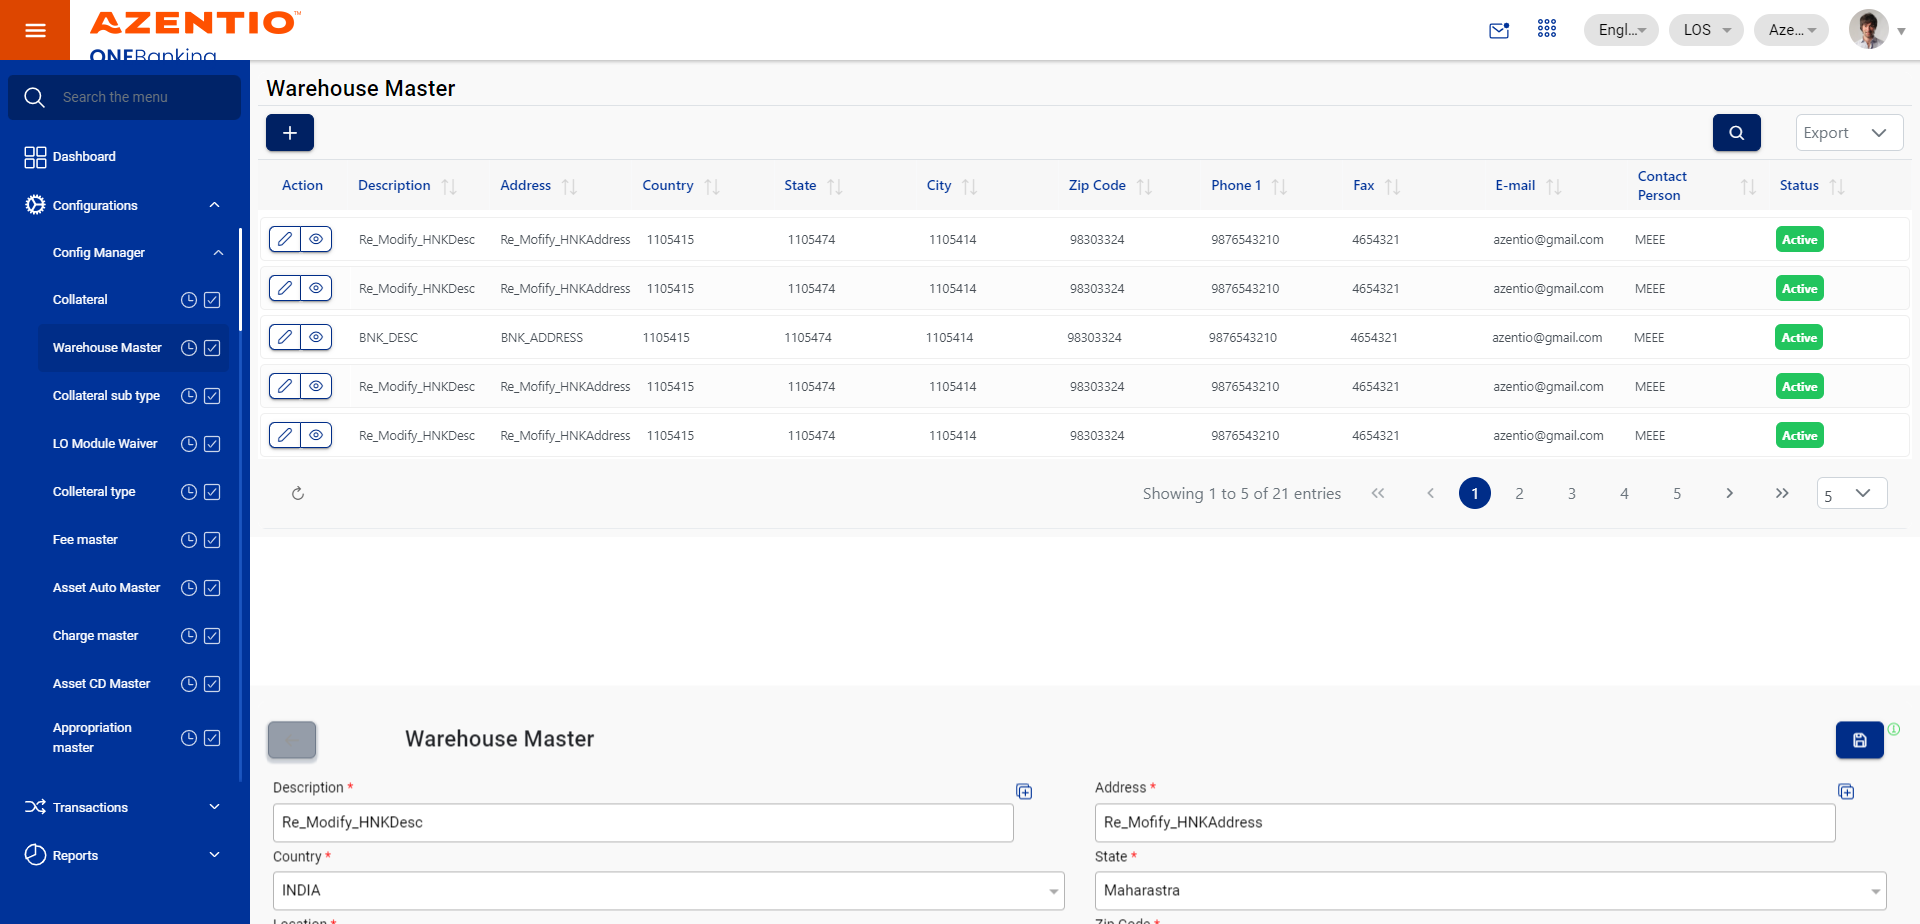 AZENTIO™
ONEBanking
Engl...
LOS
Aze...
Search the menu
Dashboard
Configurations
Config Manager
Collateral
Warehouse Master
Collateral sub type
LO Module Waiver
Colleteral type
Fee master
Asset Auto Master
Charge master
Asset CD Master
Appropriation
master
Transactions
Reports
Warehouse Master
Export
Action Description Address Country State City Zip Code Phone 1 Fax E-mail Contact Person Status
Re_Modify_HNKDesc Re_Mofify_HNKAddress 1105415 1105474 1105414 98303324 9876543210 4654321 azentio@gmail.com MEEE Active
Re_Modify_HNKDesc Re_Mofify_HNKAddress 1105415 1105474 1105414 98303324 9876543210 4654321 azentio@gmail.com MEEE Active
BNK_DESC BNK_ADDRESS 1105415 1105474 1105414 98303324 9876543210 4654321 azentio@gmail.com MEEE Active
Re_Modify_HNKDesc Re_Mofify_HNKAddress 1105415 1105474 1105414 98303324 9876543210 4654321 azentio@gmail.com MEEE Active
Re_Modify_HNKDesc Re_Mofify_HNKAddress 1105415 1105474 1105414 98303324 9876543210 4654321 azentio@gmail.com MEEE Active
Showing 1 to 5 of 21 entries 1 2 3 4 5 5
Warehouse Master
Description * Address *
Re_Modify_HNKDesc Re_Mofify_HNKAddress
Country * State *
INDIA Maharastra
Location * Zip Code *